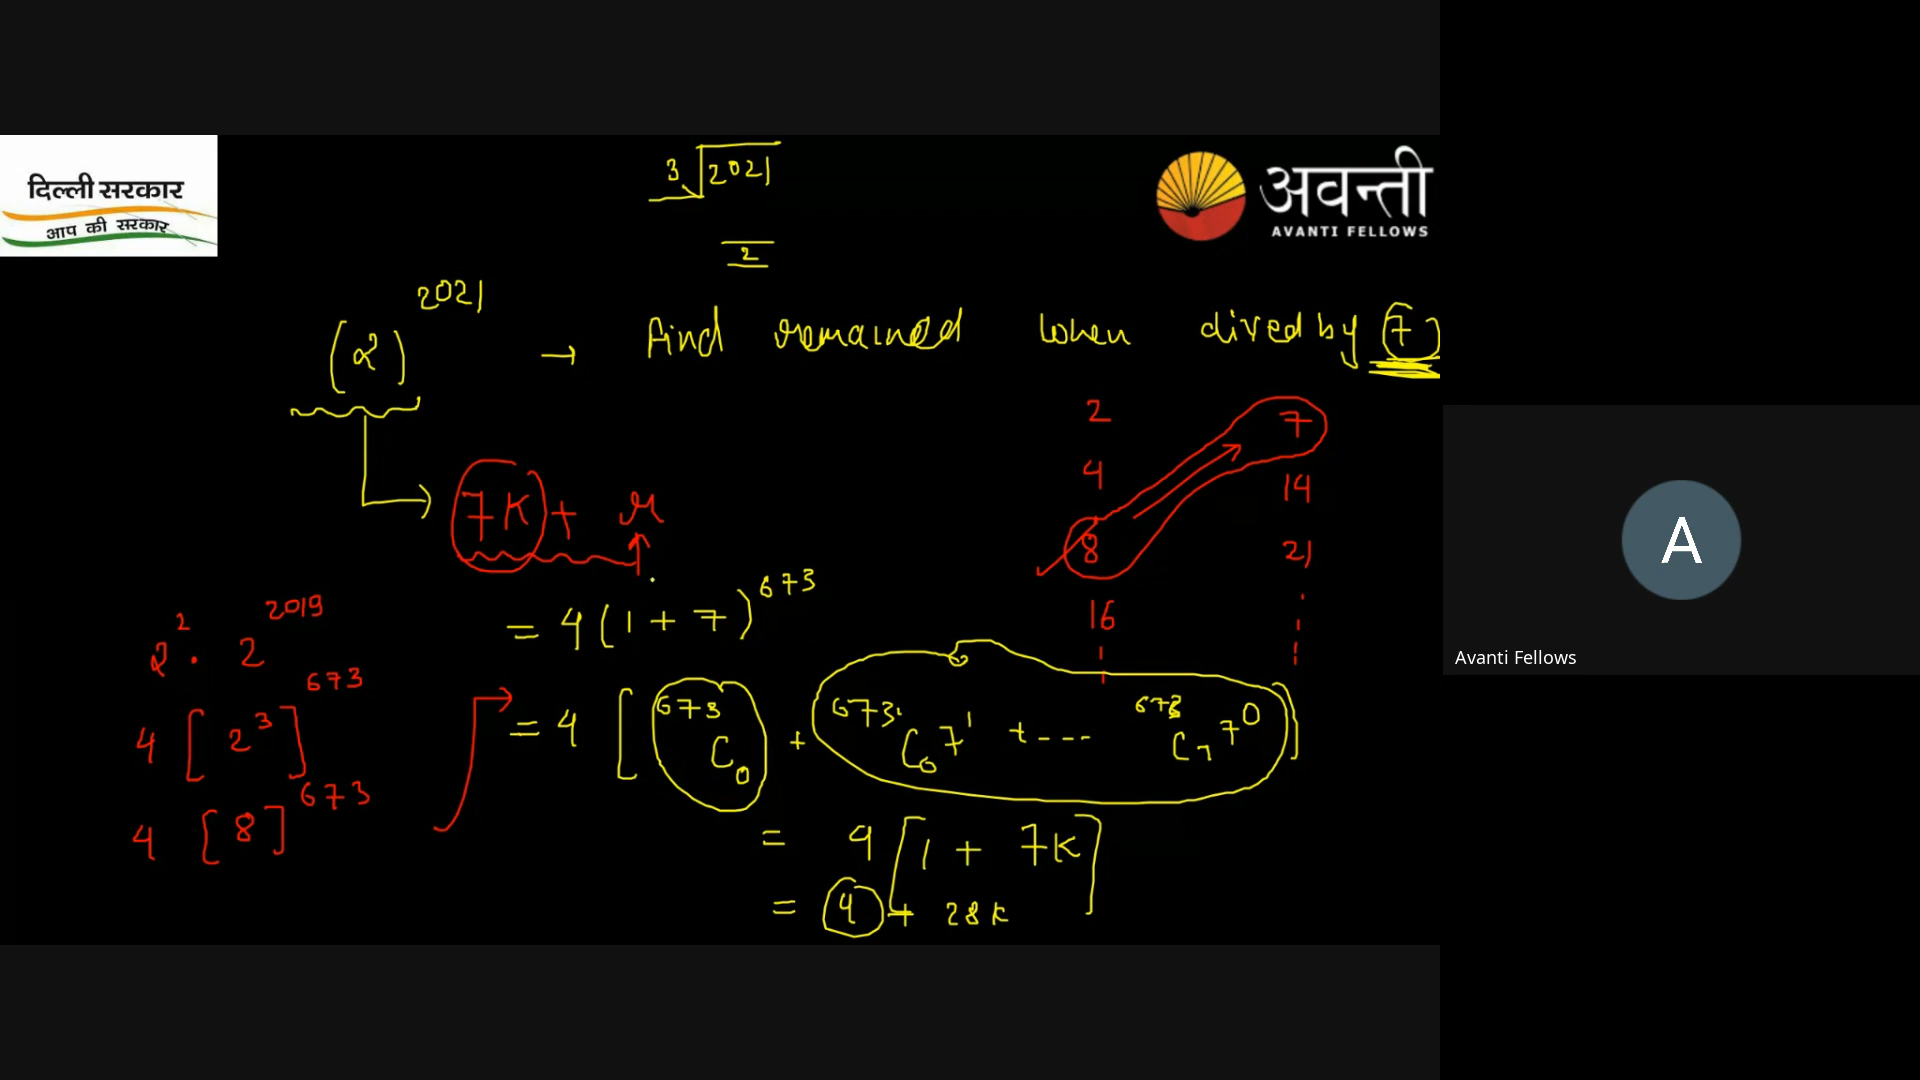 दिल्ली सरकार
आप की सरकार
3√2021
2
अवन्ती
AVANTI FELLOWS
(2)^2021 → find remained when dived by 7
2 7
4 14
8 21
16
7K + r
= 4(1 + 7)^673
2^2 . 2^2019
4 [2^3]^673
4 [8]^673
= 4 [ 673C0 + 673C0 7^1 + ---- 673C7 7^0 ]
= 4 [1 + 7K]
= 4 + 28K
A
Avanti Fellows